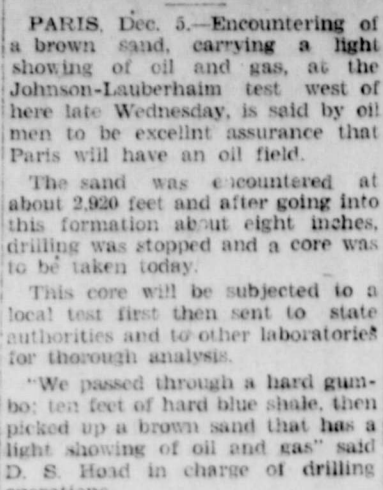 PARIS, Dec. 5.—Encountering of
a brown sand, carrying a light
showing of oil and gas, at the
Johnson-Lauberhaim test west of
here late Wednesday, is said by oil
men to be excellnt assurance that
Paris will have an oil field.
The sand was encountered at
about 2,920 feet and after going into
this formation about eight inches,
drilling was stopped and a core was
to be taken today.
This core will be subjected to a
local test first then sent to state
authorities and to other laboratories
for thorough analysis.
"We passed through a hard gum-
bo; ten feet of hard blue shale, then
picked up a brown sand that has a
light showing of oil and gas" said
D. S. Hoad in charge of drilling